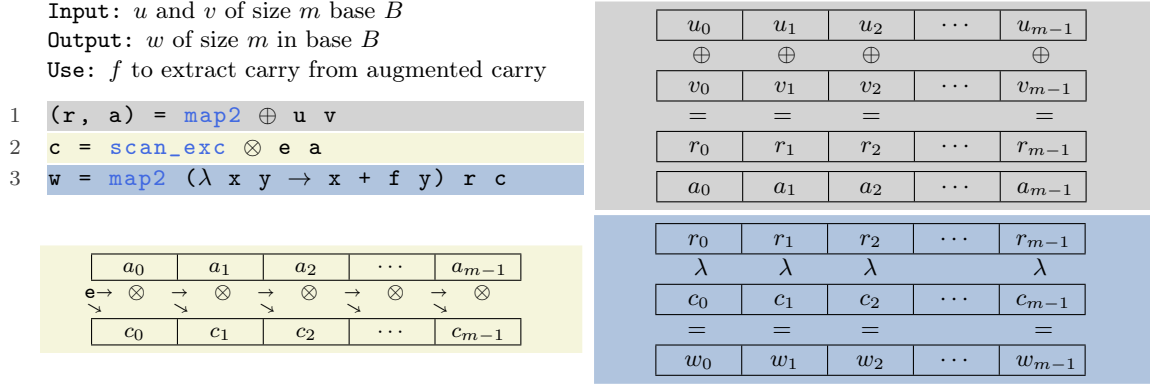 Input: u and v of size m base B
Output: w of size m in base B
Use: f to extract carry from augmented carry
1 (r, a) = map2 ⊕ u v
2 c = scan_exc ⊗ e a
3 w = map2 (λ x y → x + f y) r c
a₀ a₁ a₂ ⋯ aₘ₋₁
e→ ⊗ → ⊗ → ⊗ → ⊗ → ⊗
↘ ↘ ↘ ↘ ↘
c₀ c₁ c₂ ⋯ cₘ₋₁
u₀ u₁ u₂ ⋯ uₘ₋₁
⊕ ⊕ ⊕ ⊕
v₀ v₁ v₂ ⋯ vₘ₋₁
= = = =
r₀ r₁ r₂ ⋯ rₘ₋₁
a₀ a₁ a₂ ⋯ aₘ₋₁
r₀ r₁ r₂ ⋯ rₘ₋₁
λ λ λ λ
c₀ c₁ c₂ ⋯ cₘ₋₁
= = = =
w₀ w₁ w₂ ⋯ wₘ₋₁